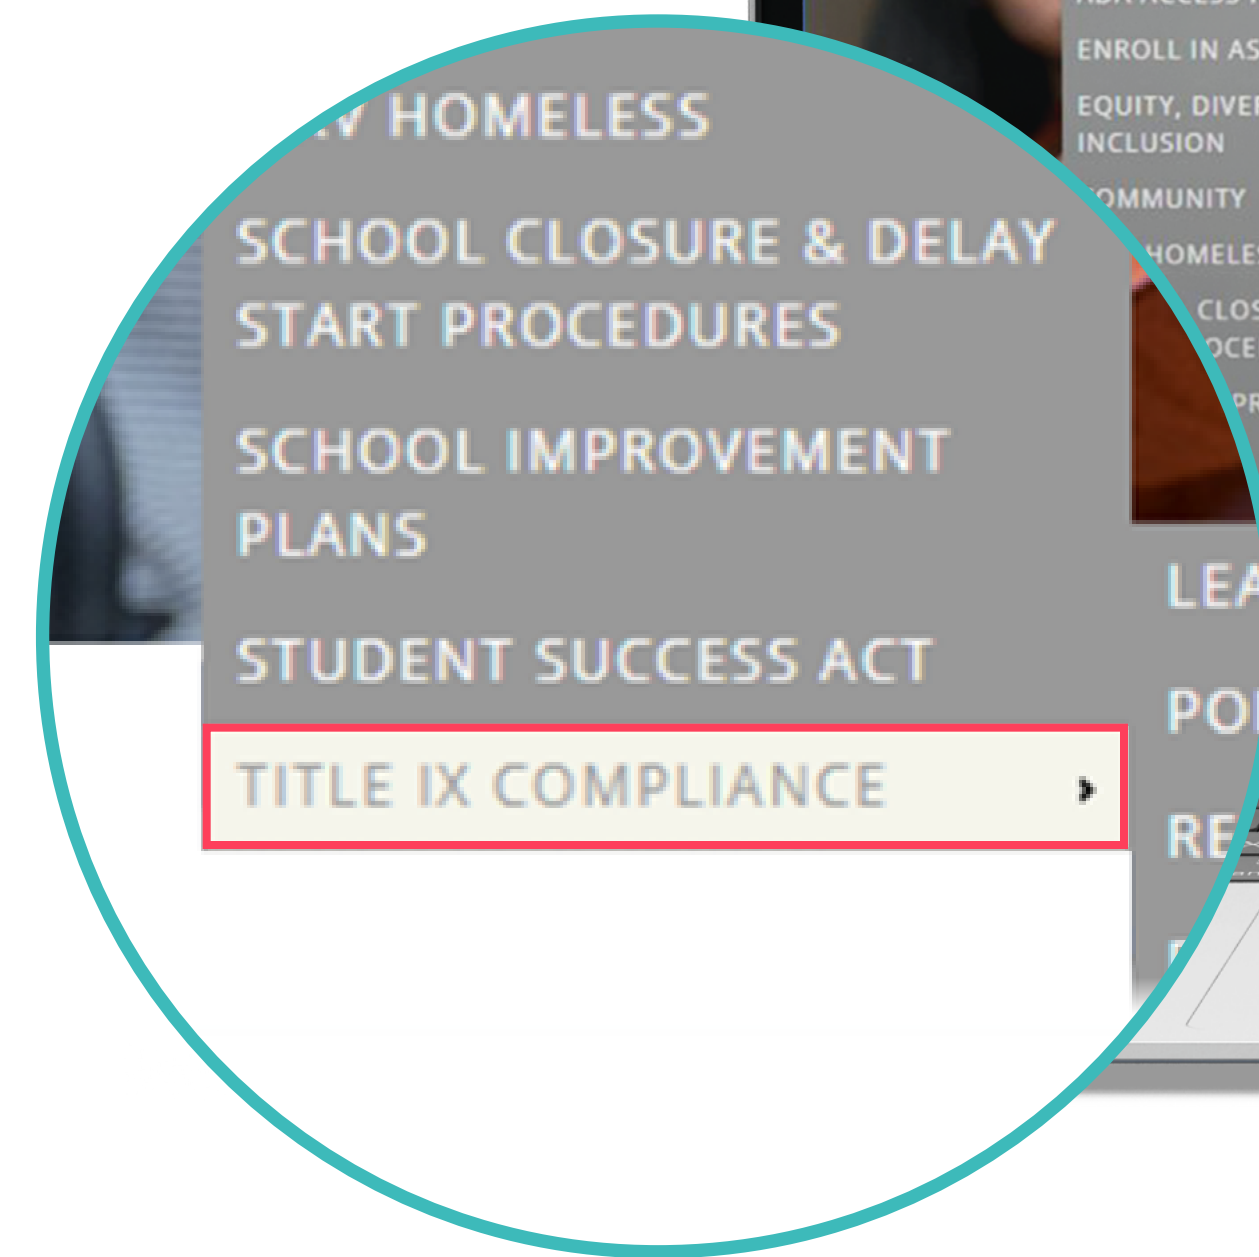 HOMELESS
SCHOOL CLOSURE & DELAY
START PROCEDURES
SCHOOL IMPROVEMENT
PLANS
STUDENT SUCCESS ACT
TITLE IX COMPLIANCE
ENROLL IN
EQUITY,
INCLUSION
COMMUNITY